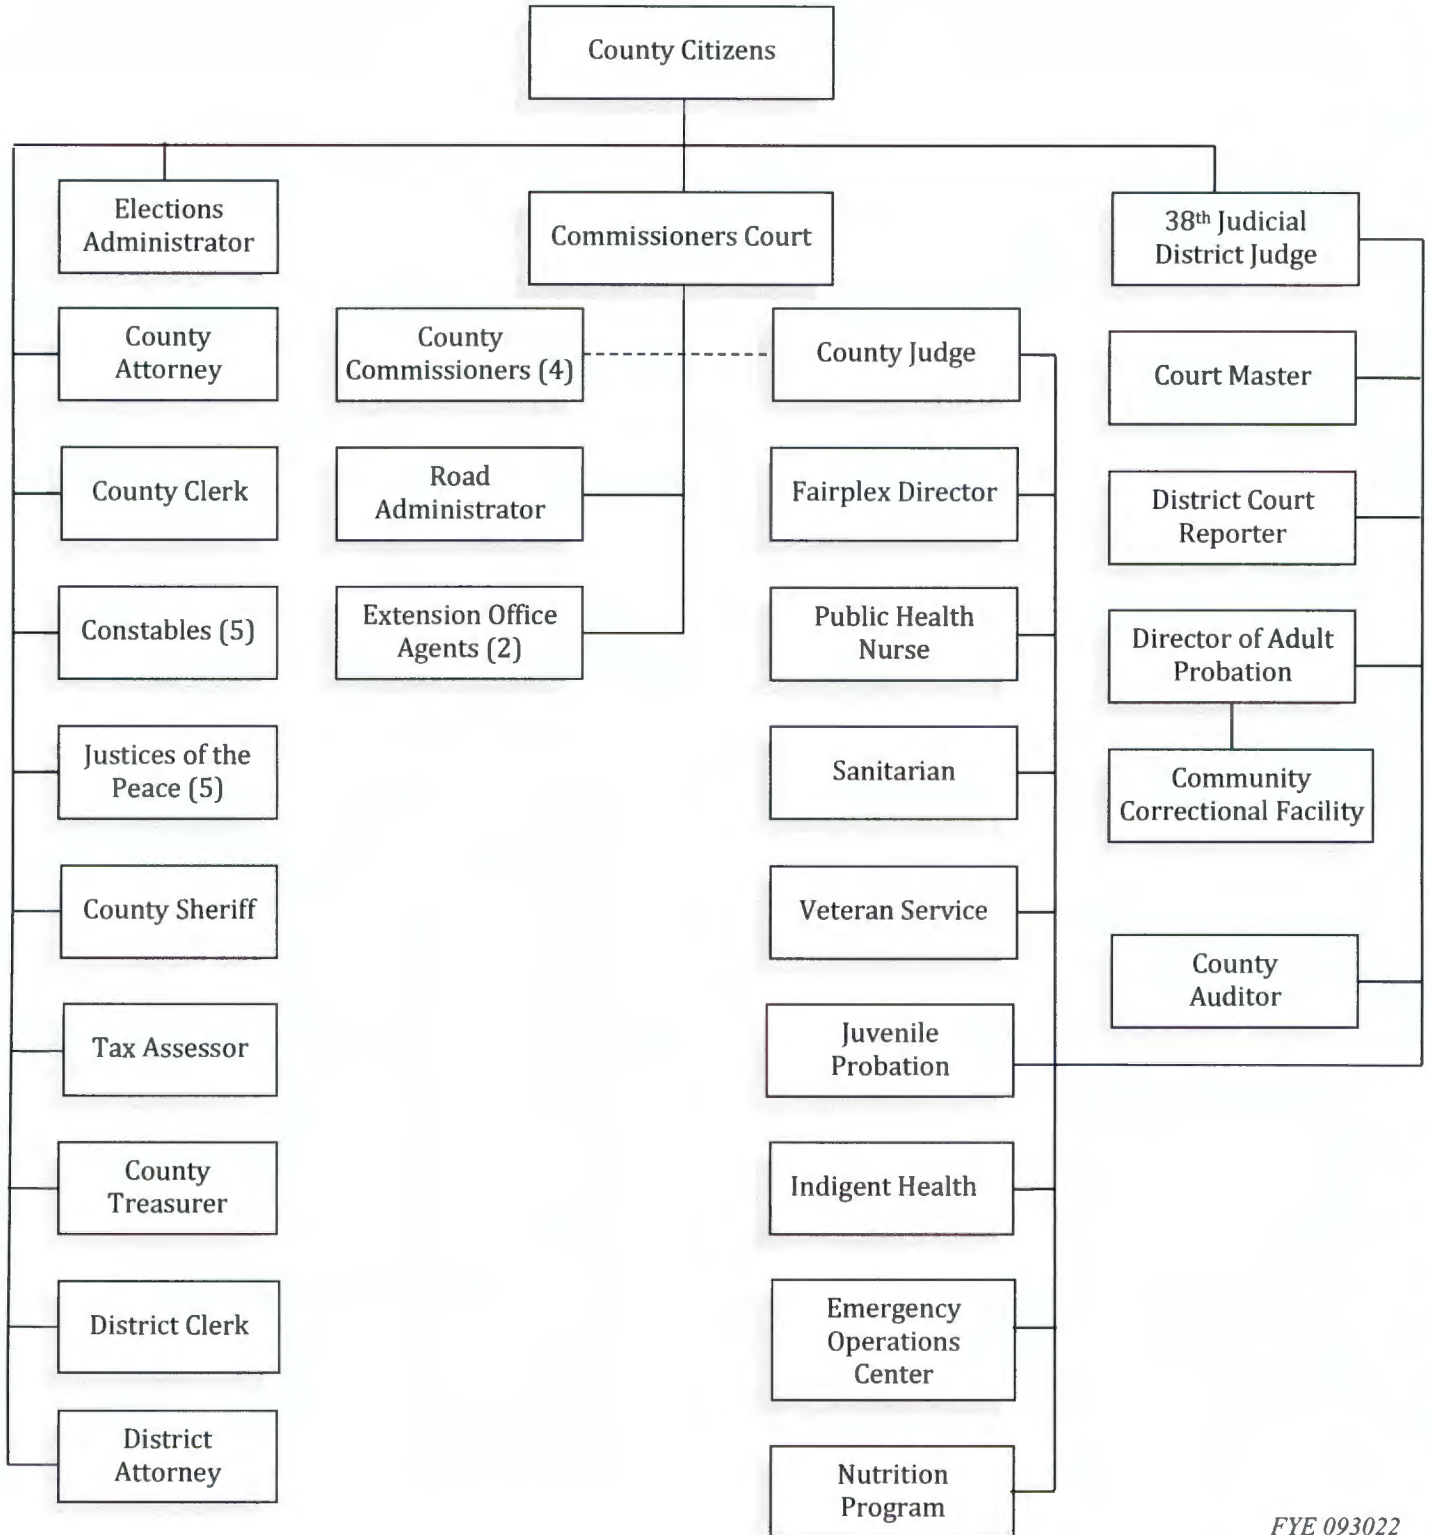 County Citizens
Elections
Administrator
Commissioners Court
38th Judicial
District Judge
County
Attorney
County
Commissioners (4)
County Judge
Court Master
County Clerk
Road
Administrator
Fairplex Director
District Court
Reporter
Constables (5)
Extension Office
Agents (2)
Public Health
Nurse
Director of Adult
Probation
Justices of the
Peace (5)
Sanitarian
Community
Correctional Facility
County Sheriff
Veteran Service
County
Auditor
Tax Assessor
Juvenile
Probation
County
Treasurer
Indigent Health
District Clerk
Emergency
Operations
Center
District
Attorney
Nutrition
Program
FYE 093022